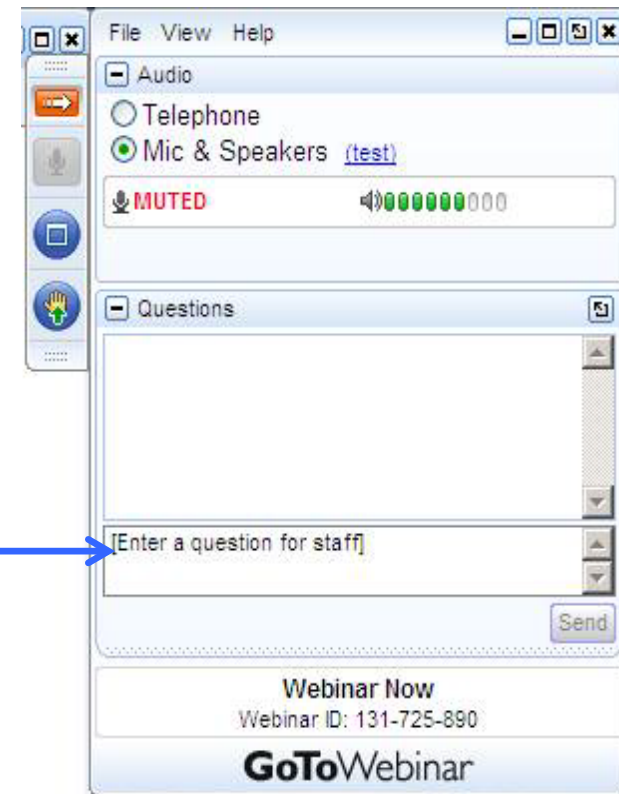 File View Help
Audio
Telephone
Mic & Speakers (test)
MUTED
Questions
[Enter a question for staff]
Send
Webinar Now
Webinar ID: 131-725-890
GoToWebinar